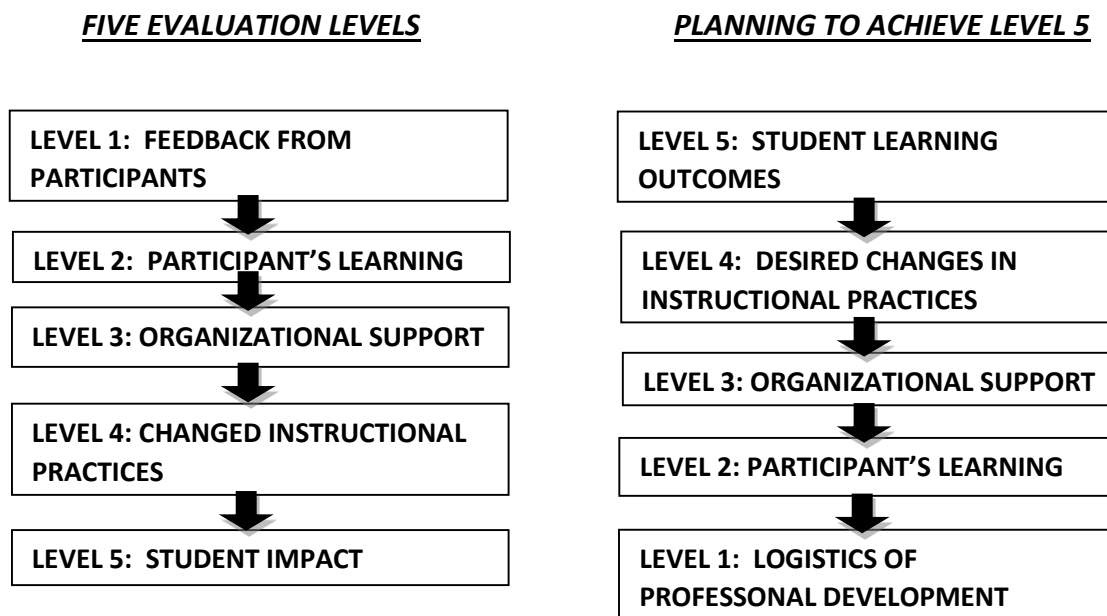 FIVE EVALUATION LEVELS
LEVEL 1: FEEDBACK FROM
PARTICIPANTS
LEVEL 2: PARTICIPANT’S LEARNING
LEVEL 3: ORGANIZATIONAL SUPPORT
LEVEL 4: CHANGED INSTRUCTIONAL
PRACTICES
LEVEL 5: STUDENT IMPACT
PLANNING TO ACHIEVE LEVEL 5
LEVEL 5: STUDENT LEARNING
OUTCOMES
LEVEL 4: DESIRED CHANGES IN
INSTRUCTIONAL PRACTICES
LEVEL 3: ORGANIZATIONAL SUPPORT
LEVEL 2: PARTICIPANT’S LEARNING
LEVEL 1: LOGISTICS OF
PROFESSONAL DEVELOPMENT